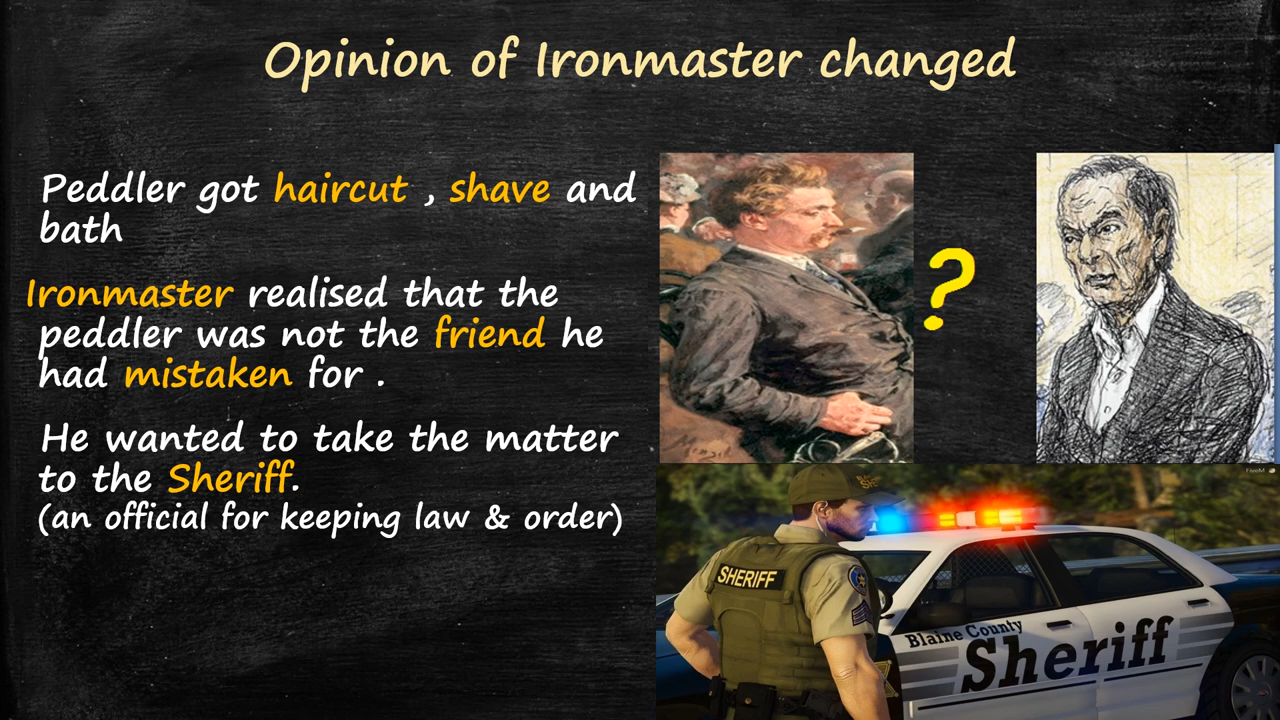 Opinion of Ironmaster changed
Peddler got haircut , shave and
bath
Ironmaster realised that the
peddler was not the friend he
had mistaken for .
He wanted to take the matter
to the Sheriff.
(an official for keeping law & order)
?
SHERIFF
Blaine County
Sheriff